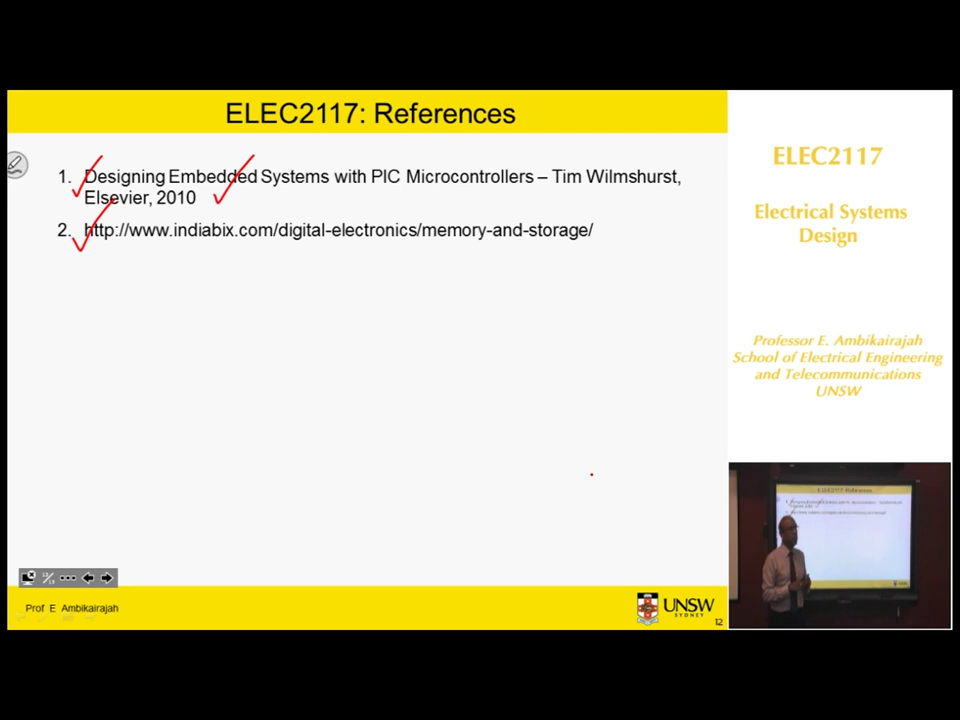 ELEC2117: References
1. Designing Embedded Systems with PIC Microcontrollers – Tim Wilmshurst,
Elsevier, 2010
2. http://www.indiabix.com/digital-electronics/memory-and-storage/
Prof E Ambikairajah
UNSW
SYDNEY
12
ELEC2117
Electrical Systems
Design
Professor E. Ambikairajah
School of Electrical Engineering
and Telecommunications
UNSW
ELEC2117: References